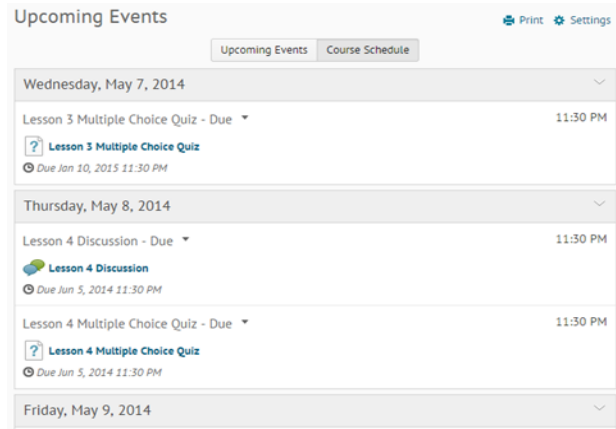 Upcoming Events
Print Settings
Upcoming Events Course Schedule
Wednesday, May 7, 2014
Lesson 3 Multiple Choice Quiz - Due 11:30 PM
Lesson 3 Multiple Choice Quiz
Due Jan 10, 2015 11:30 PM
Thursday, May 8, 2014
Lesson 4 Discussion - Due 11:30 PM
Lesson 4 Discussion
Due Jun 5, 2014 11:30 PM
Lesson 4 Multiple Choice Quiz - Due 11:30 PM
Lesson 4 Multiple Choice Quiz
Due Jun 5, 2014 11:30 PM
Friday, May 9, 2014